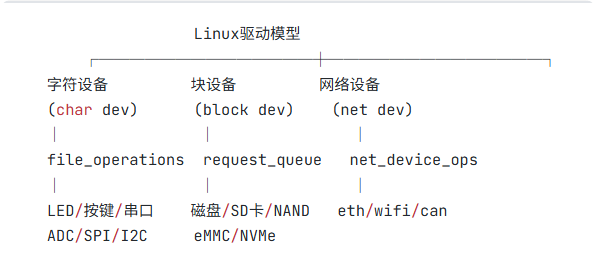 Linux驱动模型
字符设备 块设备 网络设备
(char dev) (block dev) (net dev)
file_operations request_queue net_device_ops
LED/按键/串口 磁盘/SD卡/NAND eth/wifi/can
ADC/SPI/I2C eMMC/NVMe